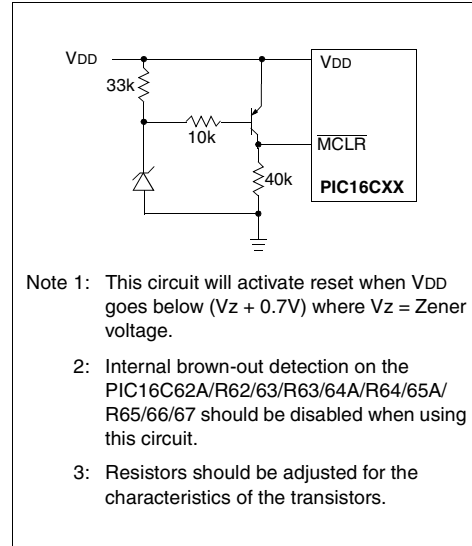 VDD
33k
10k
40k
VDD
MCLR
PIC16CXX
Note 1: This circuit will activate reset when VDD
goes below (Vz + 0.7V) where Vz = Zener
voltage.
2: Internal brown-out detection on the
PIC16C62A/R62/63/R63/64A/R64/65A/
R65/66/67 should be disabled when using
this circuit.
3: Resistors should be adjusted for the
characteristics of the transistors.